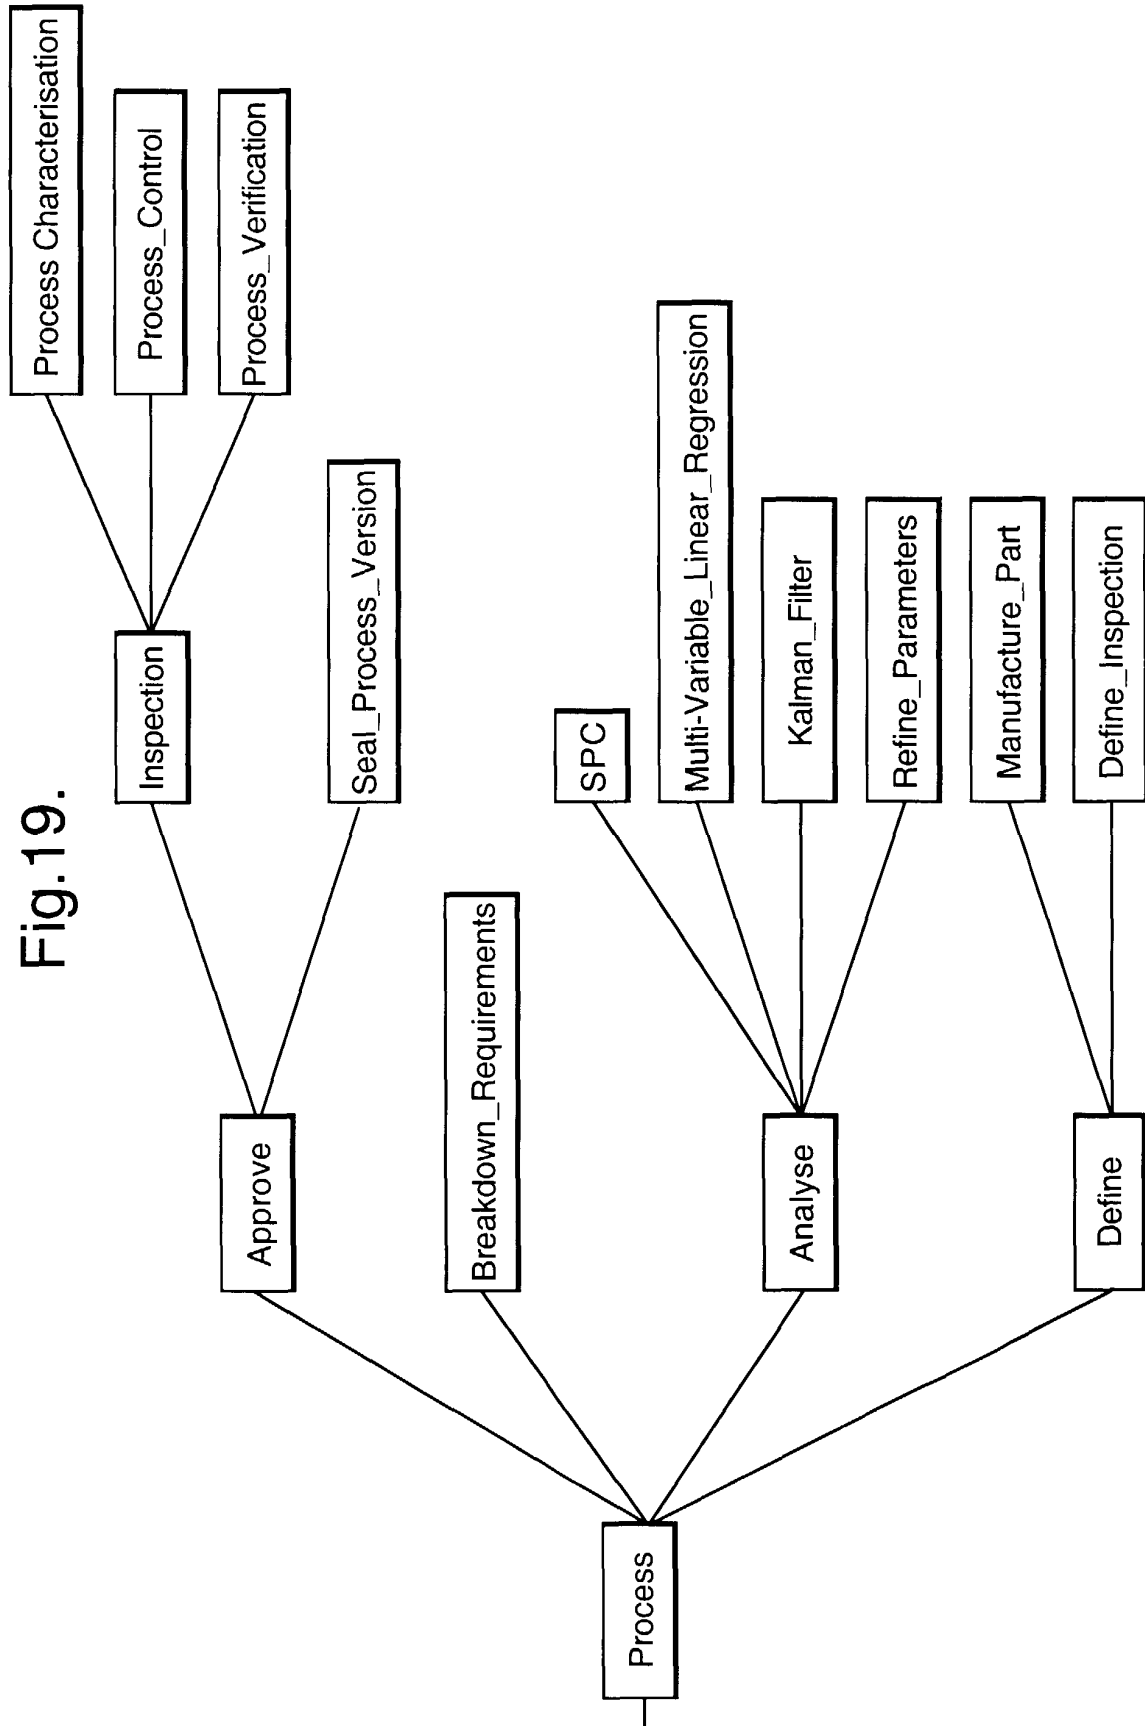 Fig.19.
Process
Approve
Breakdown_Requirements
Analyse
Define
Inspection
Seal_Process_Version
SPC
Multi-Variable_Linear_Regression
Kalman_Filter
Refine_Parameters
Manufacture_Part
Define_Inspection
Process Characterisation
Process_Control
Process_Verification